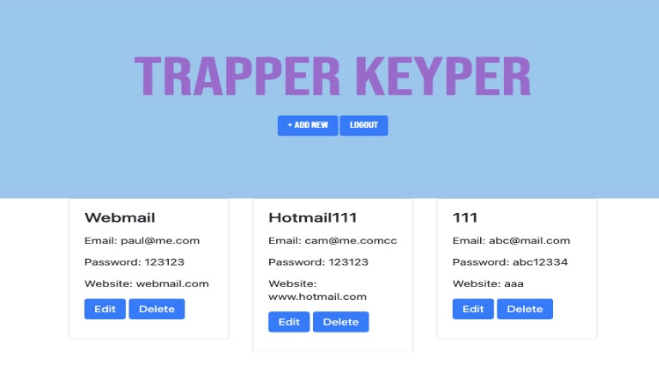 TRAPPER KEYPER
+ ADD NEW LOGOUT
Webmail
Email: paul@me.com
Password: 123123
Website: webmail.com
Edit Delete
Hotmail111
Email: cam@me.comcc
Password: 123123
Website:
www.hotmail.com
Edit Delete
111
Email: abc@mail.com
Password: abc12334
Website: aaa
Edit Delete